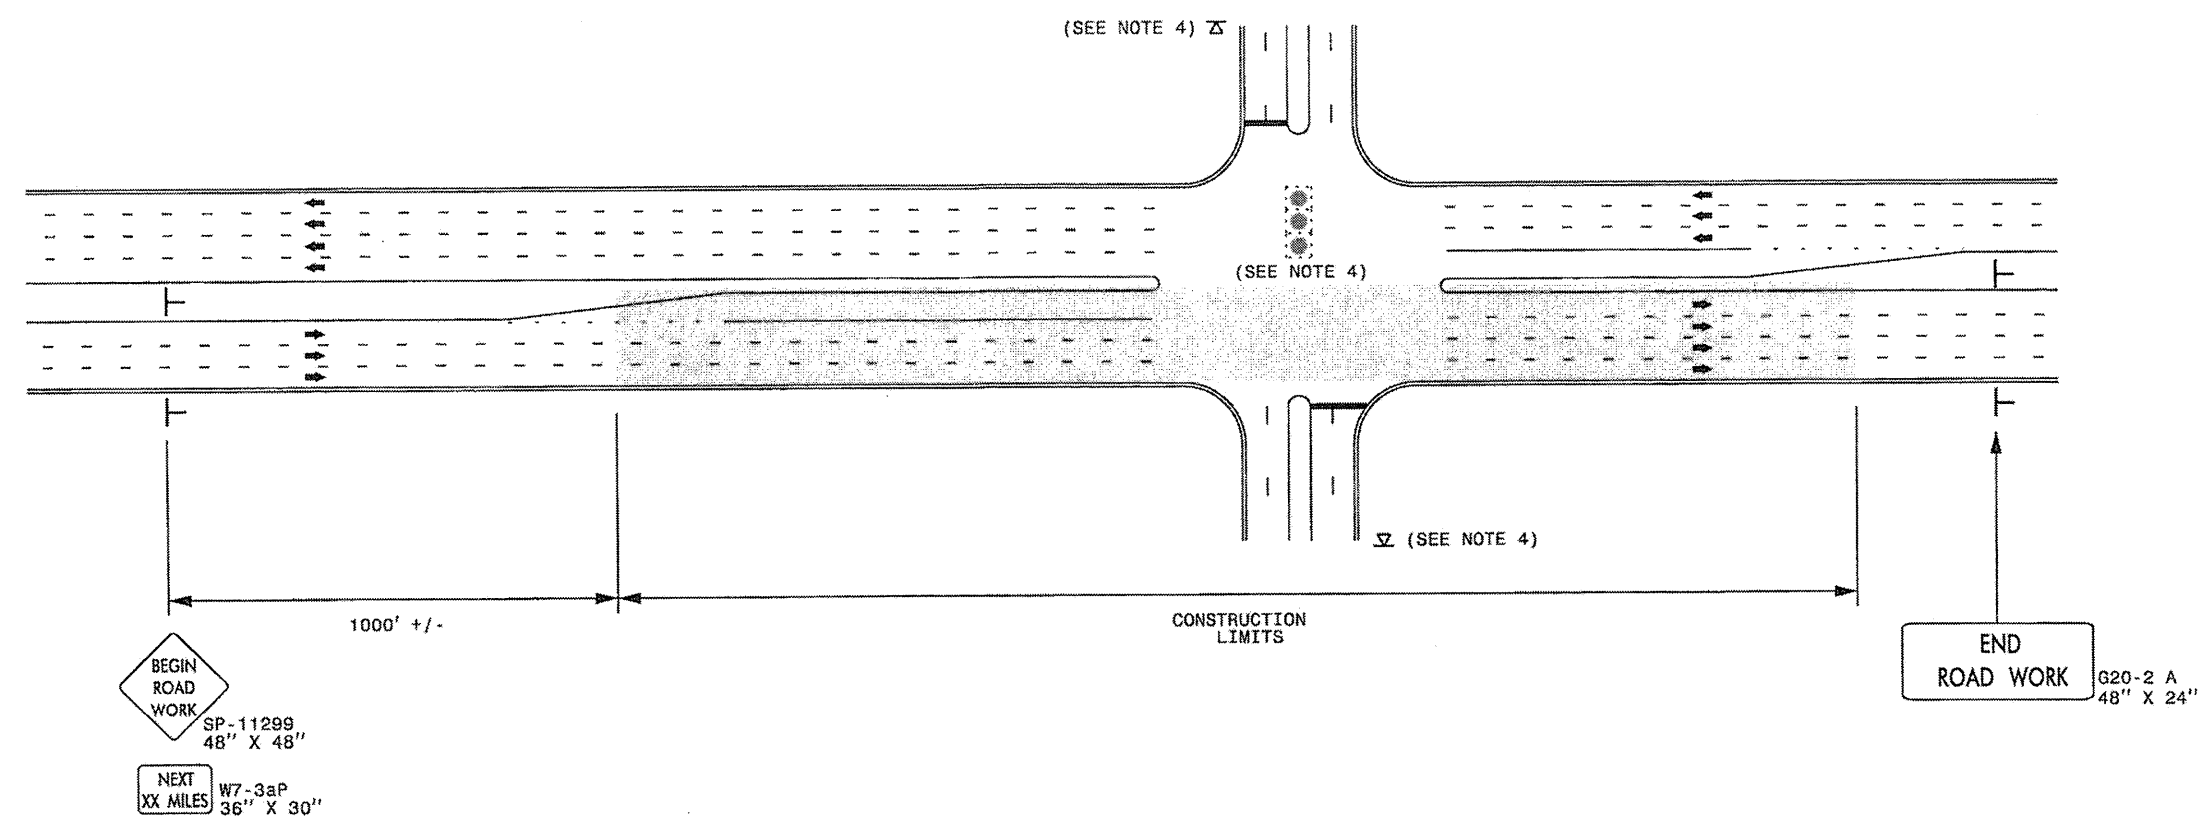 (SEE NOTE 4)
(SEE NOTE 4)
(SEE NOTE 4)
1000' +/-
CONSTRUCTION
LIMITS
BEGIN
ROAD
WORK
SP-11299
48" X 48"
NEXT
XX MILES
W7-3aP
36" X 30"
END
ROAD WORK
G20-2 A
48" X 24"